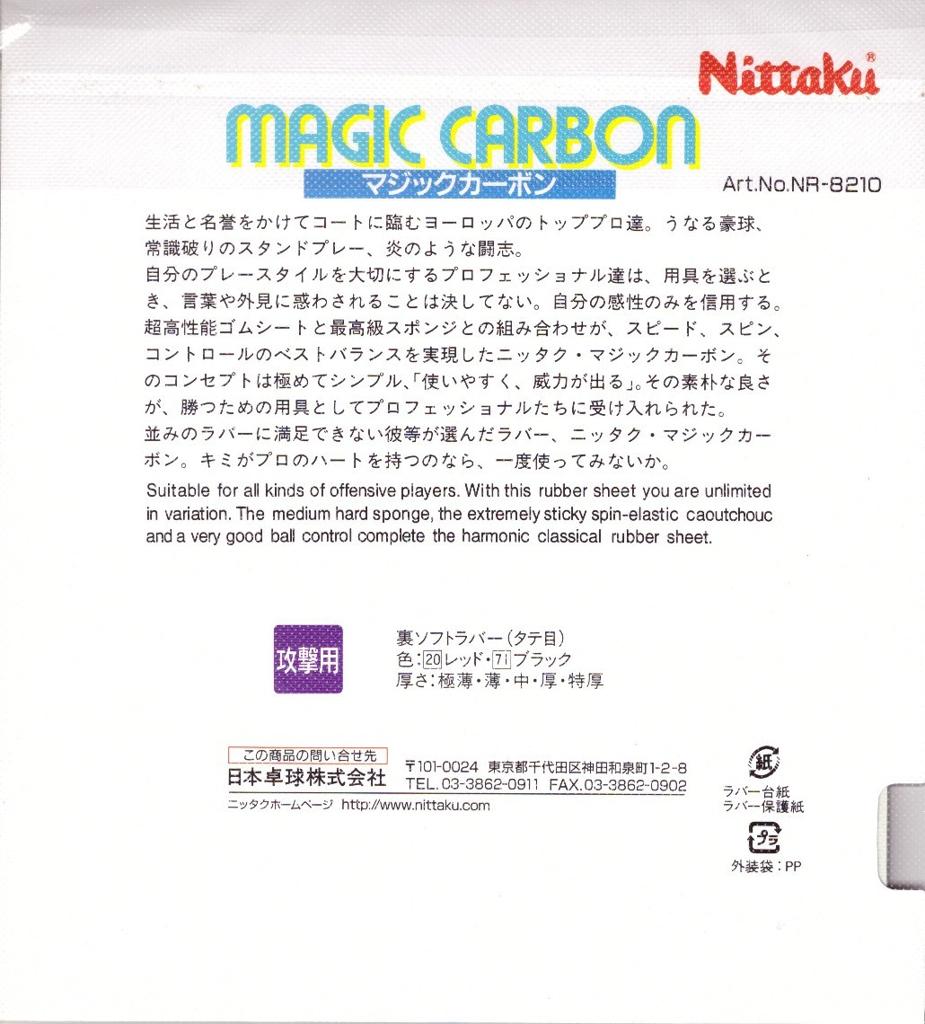 Nittaku®
MAGIC CARBON
マジックカーボン
Art.No.NR-8210
生活と名誉をかけてコートに臨むヨーロッパのトッププロ達。うなる豪球、
常識破りのスタンドプレー、炎のような闘志。
自分のプレースタイルを大切にするプロフェッショナル達は、用具を選ぶと
き、言葉や外見に惑わされることは決してない。自分の感性のみを信用する。
超高性能ゴムシートと最高級スポンジとの組み合わせが、スピード、スピン、
コントロールのベストバランスを実現したニッタク・マジックカーボン。そ
のコンセプトは極めてシンプル、「使いやすく、威力が出る」。その素朴な良さ
が、勝つための用具としてプロフェッショナルたちに受け入れられた。
並みのラバーに満足できない彼等が選んだラバー、ニッタク・マジックカー
ボン。キミがプロのハートを持つのなら、一度使ってみないか。
Suitable for all kinds of offensive players. With this rubber sheet you are unlimited
in variation. The medium hard sponge, the extremely sticky spin-elastic caoutchouc
and a very good ball control complete the harmonic classical rubber sheet.
攻撃用
裏ソフトラバー(タテ目)
色:20レッド・71ブラック
厚さ:極薄・薄・中・厚・特厚
この商品の問い合せ先
日本卓球株式会社
〒101-0024 東京都千代田区神田和泉町1-2-8
TEL.03-3862-0911 FAX.03-3862-0902
ニッタクホームページ http://www.nittaku.com
紙
ラバー台紙
ラバー保護紙
プラ
外装袋:PP